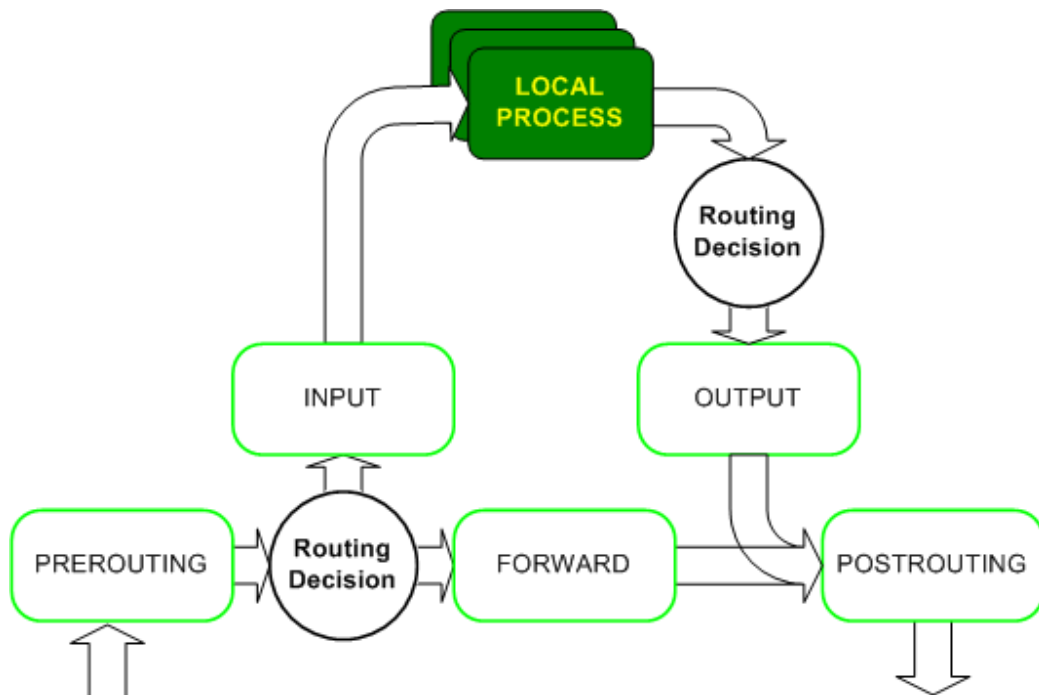 LOCAL
PROCESS
Routing
Decision
INPUT
OUTPUT
PREROUTING
Routing
Decision
FORWARD
POSTROUTING